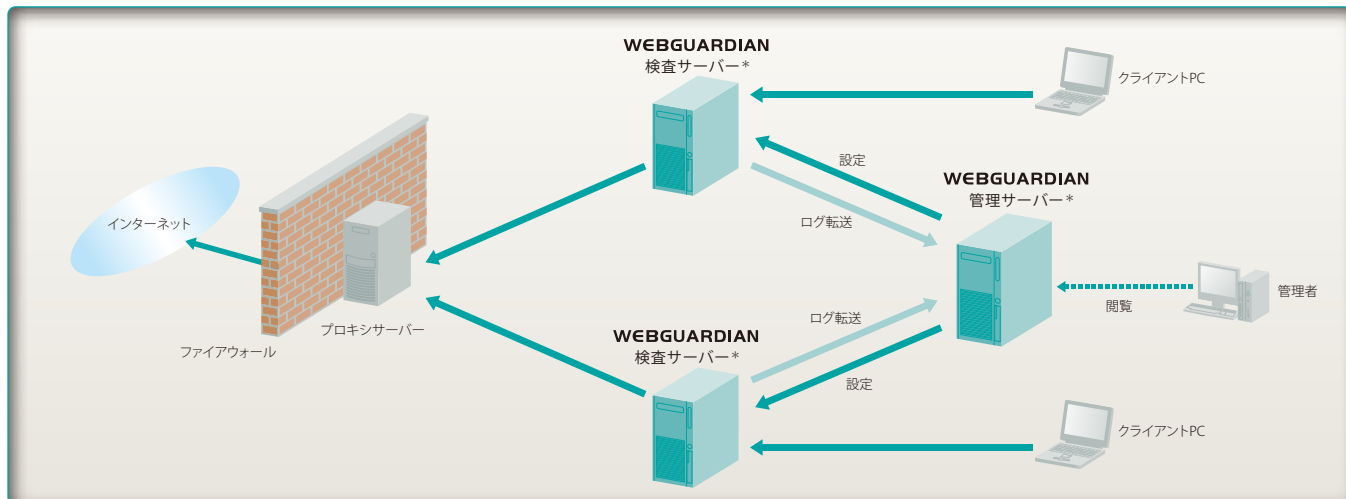 WEBGUARDIAN
検査サーバー*
クライアントPC
設定
WEBGUARDIAN
管理サーバー*
ログ転送
インターネット
閲覧
管理者
プロキシサーバー
ファイアウォール
ログ転送
WEBGUARDIAN
検査サーバー*
設定
クライアントPC